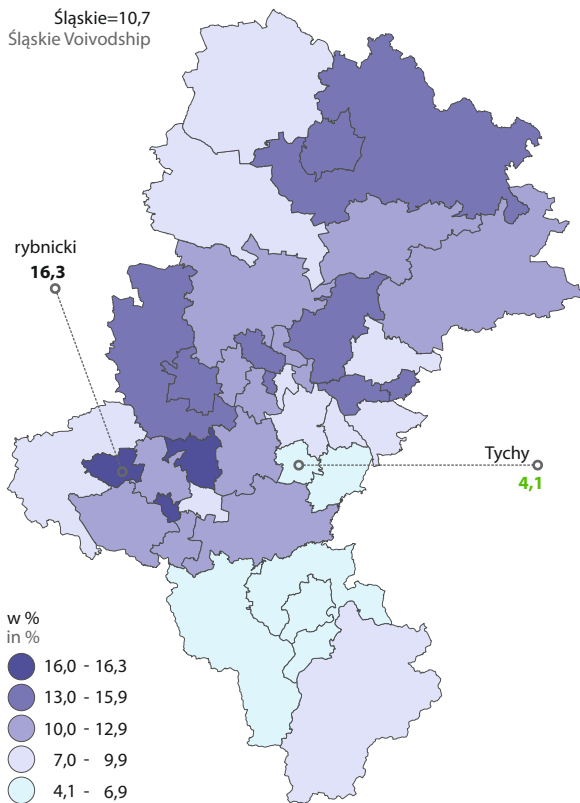 Śląskie=10,7
Śląskie Voivodship
rybnicki
16,3
Tychy
4,1
w %
in %
16,0 - 16,3
13,0 - 15,9
10,0 - 12,9
7,0 - 9,9
4,1 - 6,9